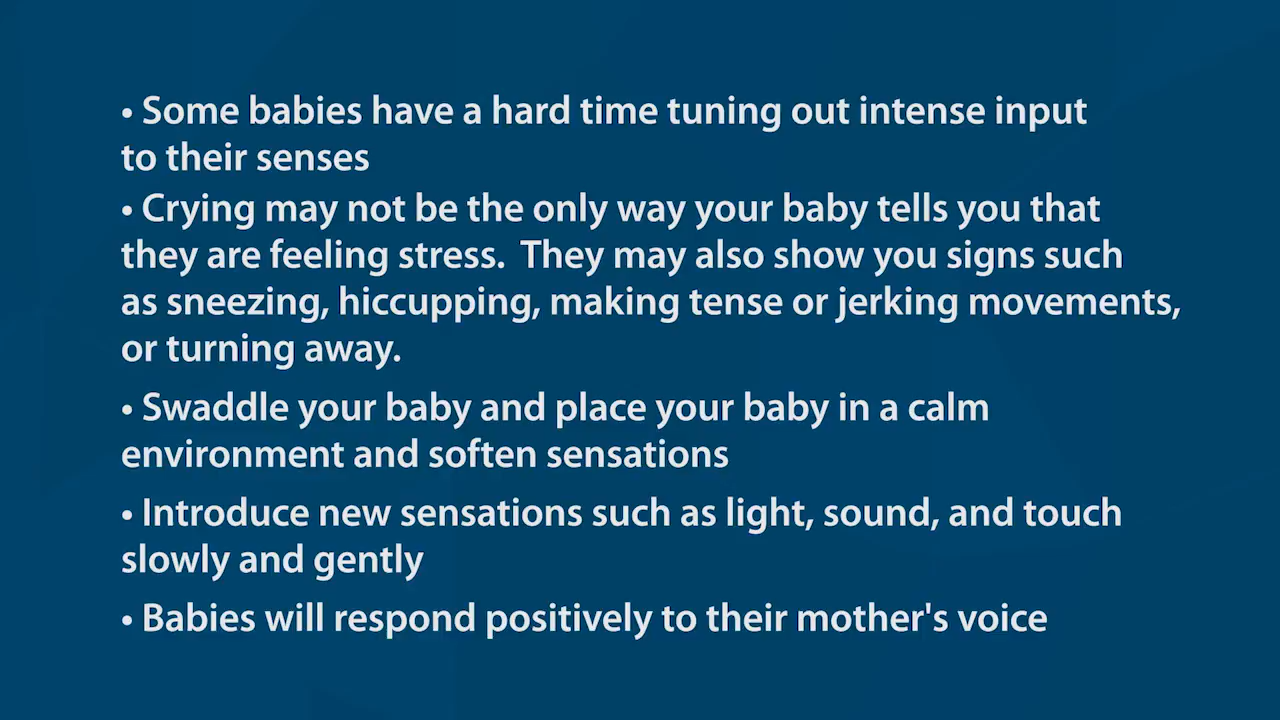 • Some babies have a hard time tuning out intense input
to their senses
• Crying may not be the only way your baby tells you that
they are feeling stress.  They may also show you signs such
as sneezing, hiccupping, making tense or jerking movements,
or turning away.
• Swaddle your baby and place your baby in a calm
environment and soften sensations
• Introduce new sensations such as light, sound, and touch
slowly and gently
• Babies will respond positively to their mother's voice